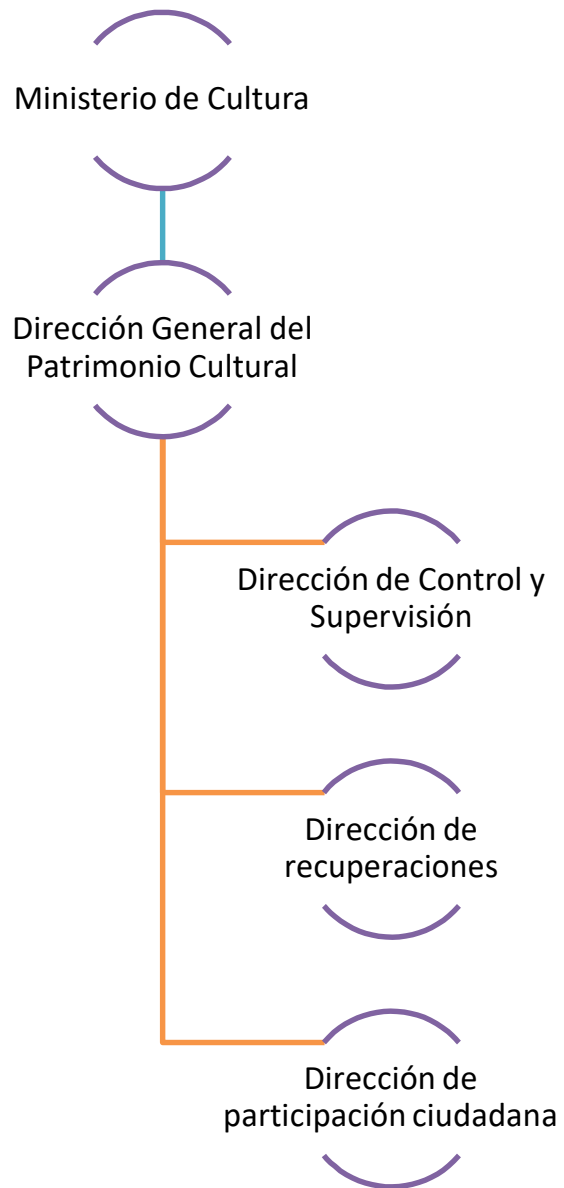 Ministerio de Cultura
Dirección General del
Patrimonio Cultural
Dirección de Control y
Supervisión
Dirección de
recuperaciones
Dirección de
participación ciudadana